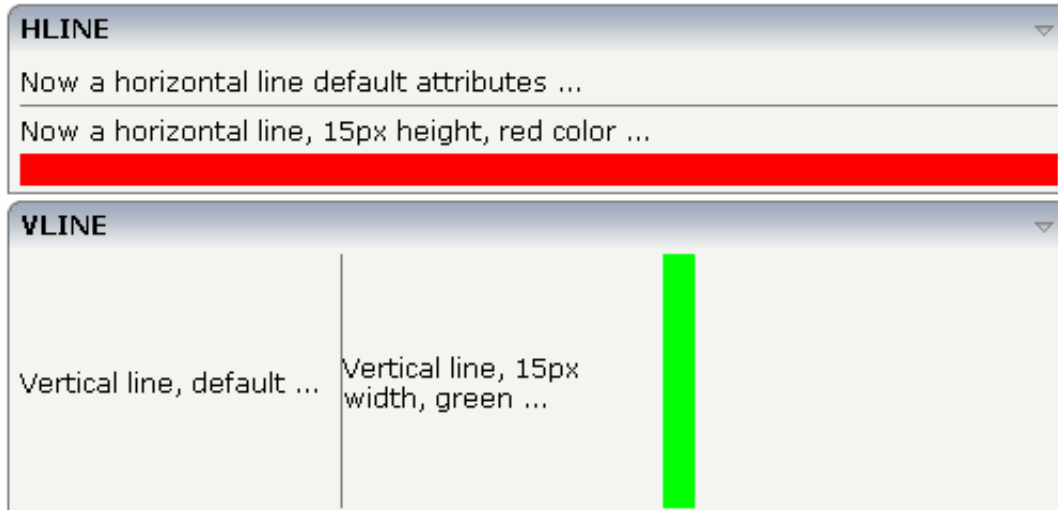 HLINE
Now a horizontal line default attributes ...
Now a horizontal line, 15px height, red color ...
VLINE
Vertical line, default ...
Vertical line, 15px
width, green ...